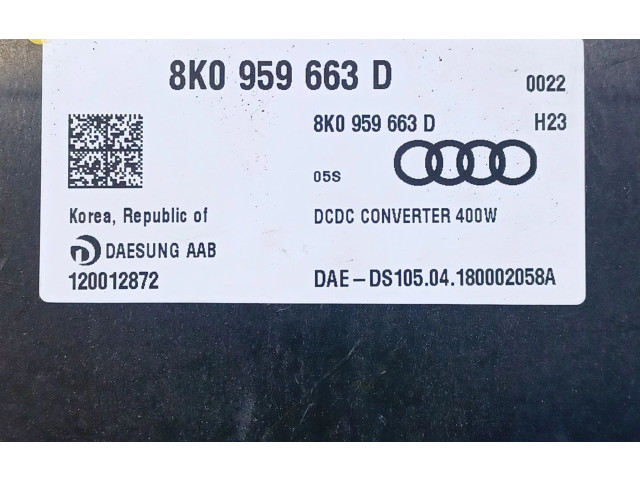 8K0 959 663 D
0022
8K0 959 663 D
H23
05S
Korea, Republic of
DCDC CONVERTER 400W
DAESUNG AAB
120012872
DAE-DS105.04.180002058A